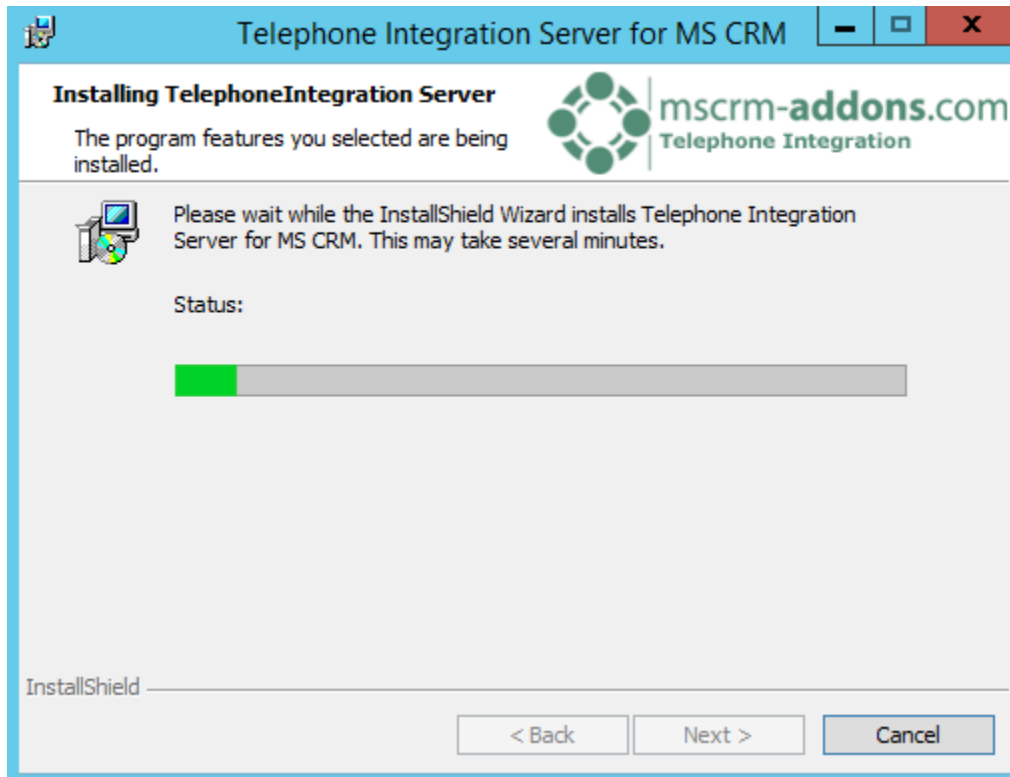 Telephone Integration Server for MS CRM
Installing TelephoneIntegration Server
The program features you selected are being
installed.
mscrm-addons.com
Telephone Integration
Please wait while the InstallShield Wizard installs Telephone Integration
Server for MS CRM. This may take several minutes.
Status:
InstallShield
< Back
Next >
Cancel